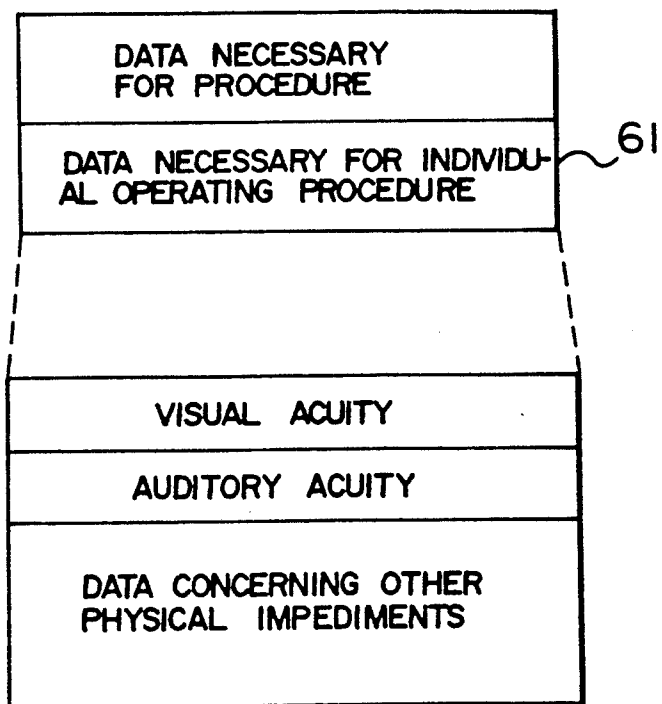 DATA NECESSARY
FOR PROCEDURE
DATA NECESSARY FOR INDIVIDU-
AL OPERATING PROCEDURE
61
VISUAL ACUITY
AUDITORY ACUITY
DATA CONCERNING OTHER
PHYSICAL IMPEDIMENTS